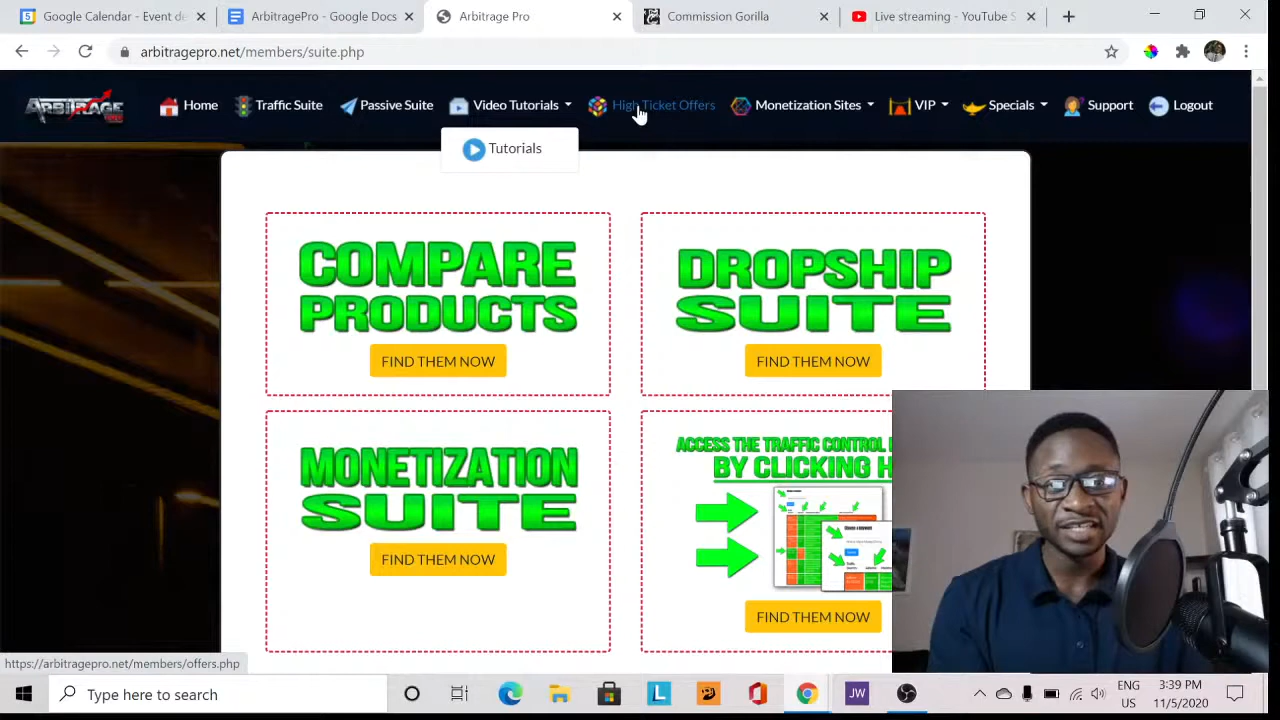 Google Calendar - Event de
ArbitragePro - Google Docs
Arbitrage Pro
Commission Gorilla
Live streaming - YouTube S
arbitragepro.net/members/suite.php
ARBITRAGE
Home
Traffic Suite
Passive Suite
Video Tutorials
High Ticket Offers
Monetization Sites
VIP
Specials
Support
Logout
Tutorials
COMPARE
PRODUCTS
FIND THEM NOW
DROPSHIP
SUITE
FIND THEM NOW
MONETIZATION
SUITE
FIND THEM NOW
ACCESS THE TRAFFIC CONTROL
BY CLICKING H
FIND THEM NOW
https://arbitragepro.net/members/offers.php
Type here to search
JW
ENG
US
3:39 PM
11/5/2020